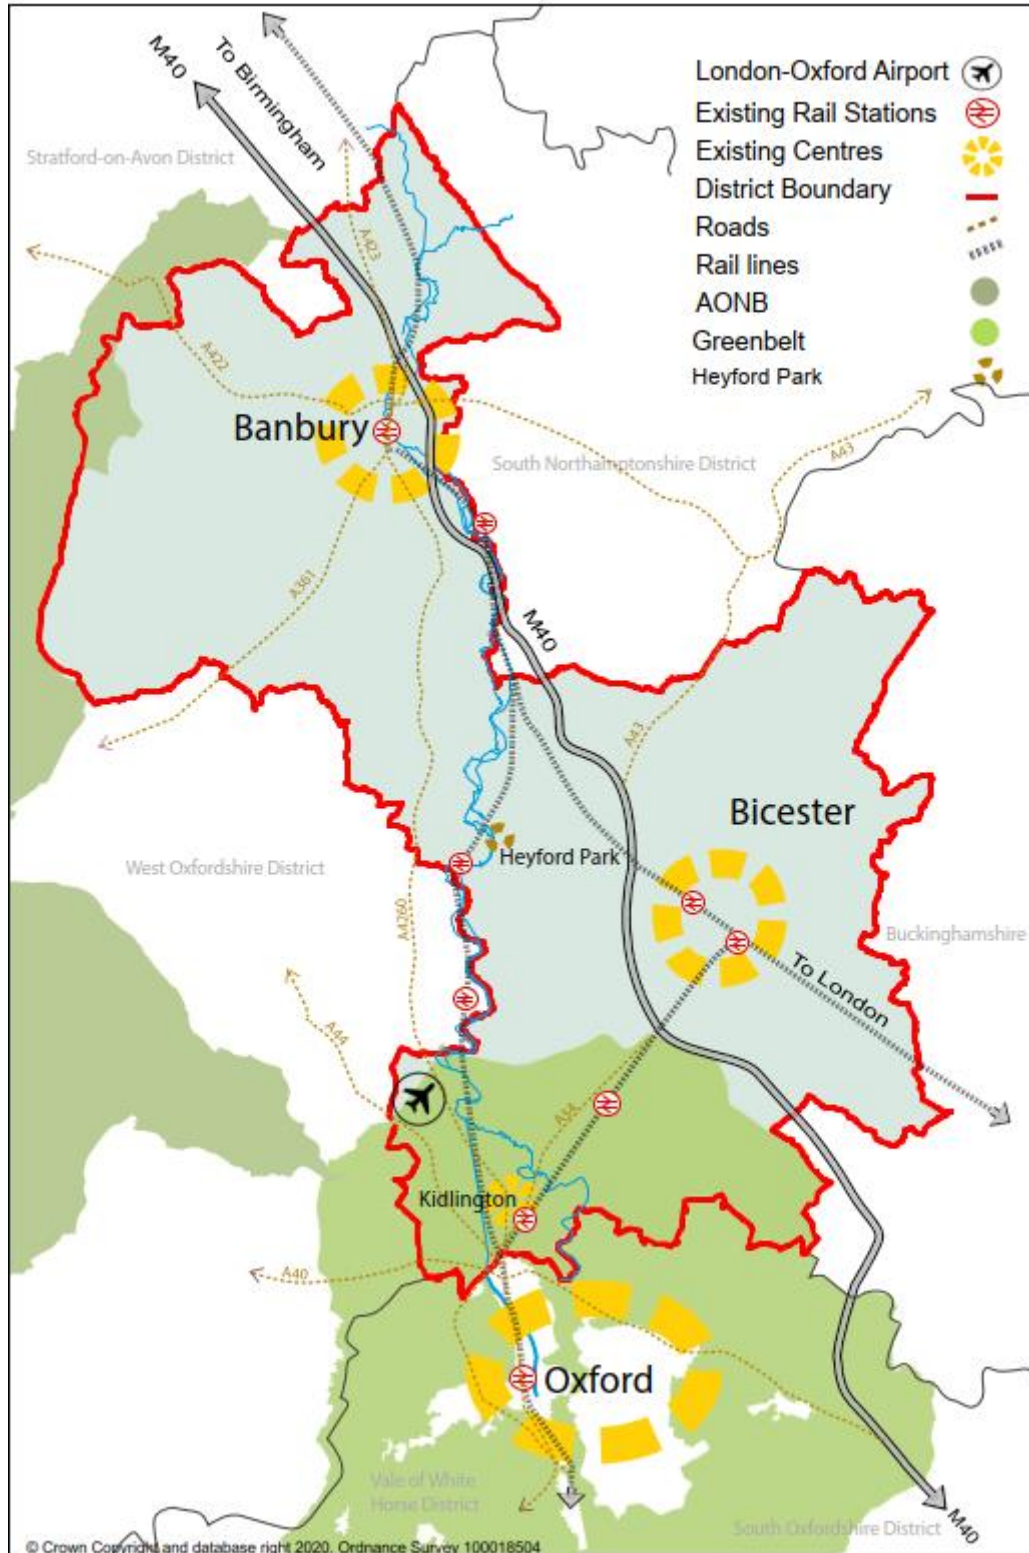 M40
To Birmingham
London-Oxford Airport
Existing Rail Stations
Existing Centres
District Boundary
Roads
Rail lines
AONB
Greenbelt
Heyford Park
Stratford-on-Avon District
A423
A422
Banbury
South Northamptonshire District
A43
A361
M40
A43
Bicester
Heyford Park
West Oxfordshire District
A4260
Buckinghamshire
To London
A44
A34
Kidlington
A40
Oxford
Vale of White
Horse District
South Oxfordshire District
M40
© Crown Copyright and database right 2020. Ordnance Survey 100018504